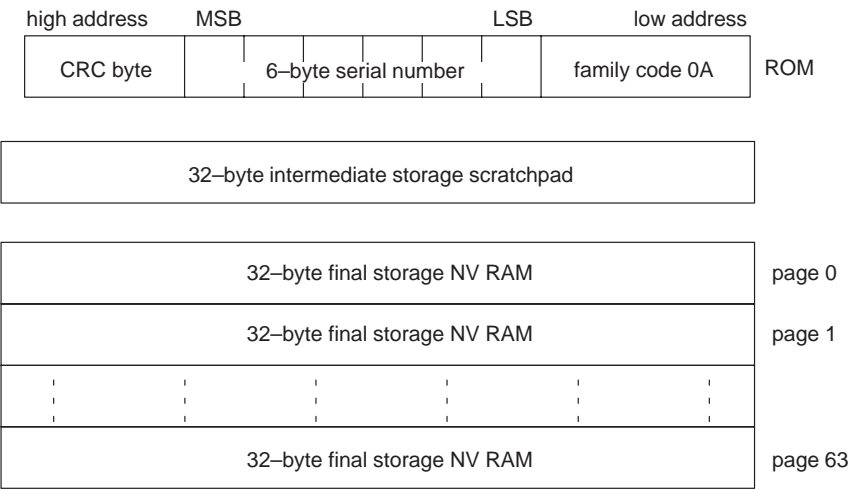 high address MSB LSB low address
CRC byte 6–byte serial number family code 0A ROM
32–byte intermediate storage scratchpad
32–byte final storage NV RAM page 0
32–byte final storage NV RAM page 1
32–byte final storage NV RAM page 63